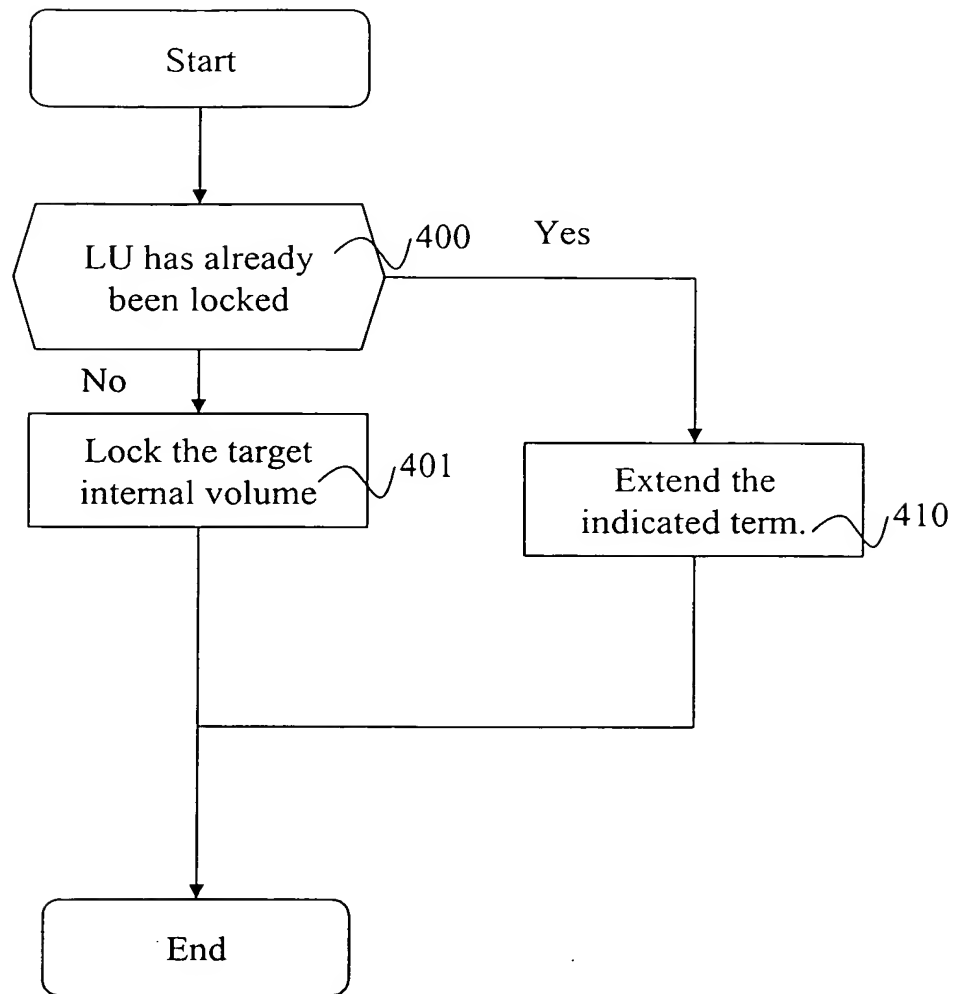 Start
LU has already
been locked
400
Yes
No
Lock the target
internal volume
401
Extend the
indicated term.
410
End